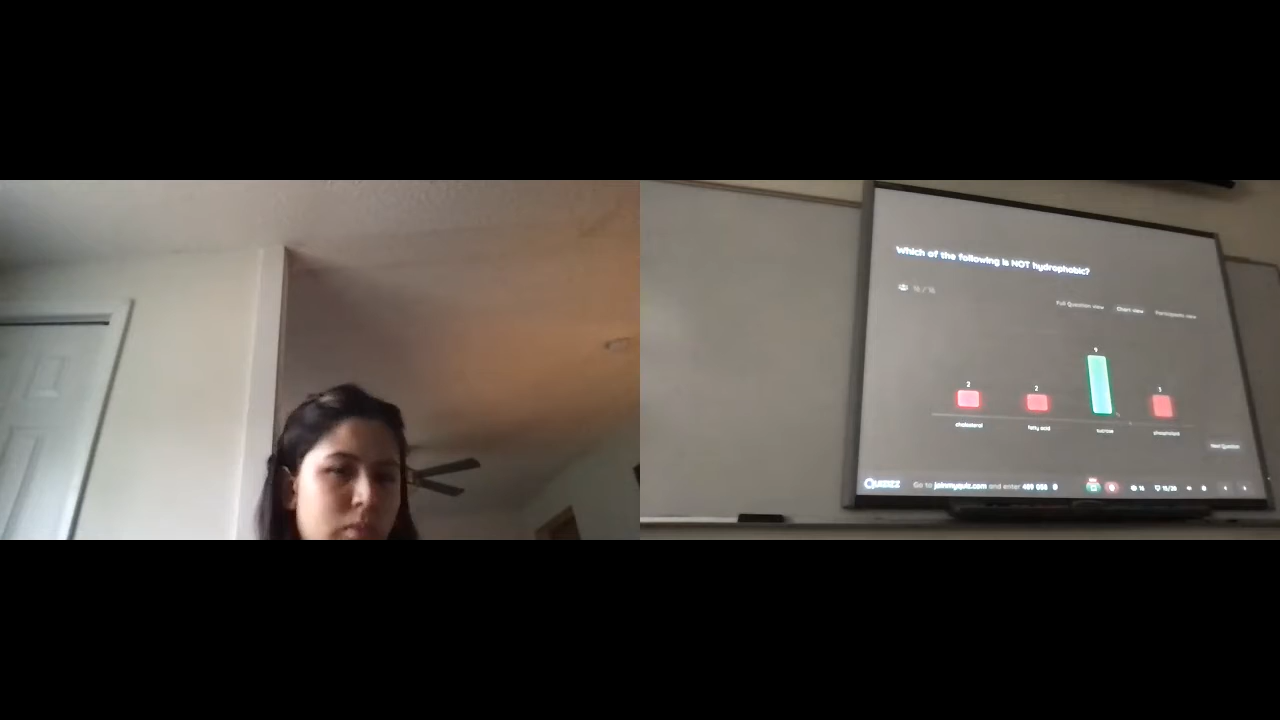 Which of the following is NOT hydrophobic?
Full Question view Chart view Participants view
9
2 2 3
cholesterol fatty acid sucrose phospholipid
Next Question
Quizizz Go to joinmyquiz.com and enter